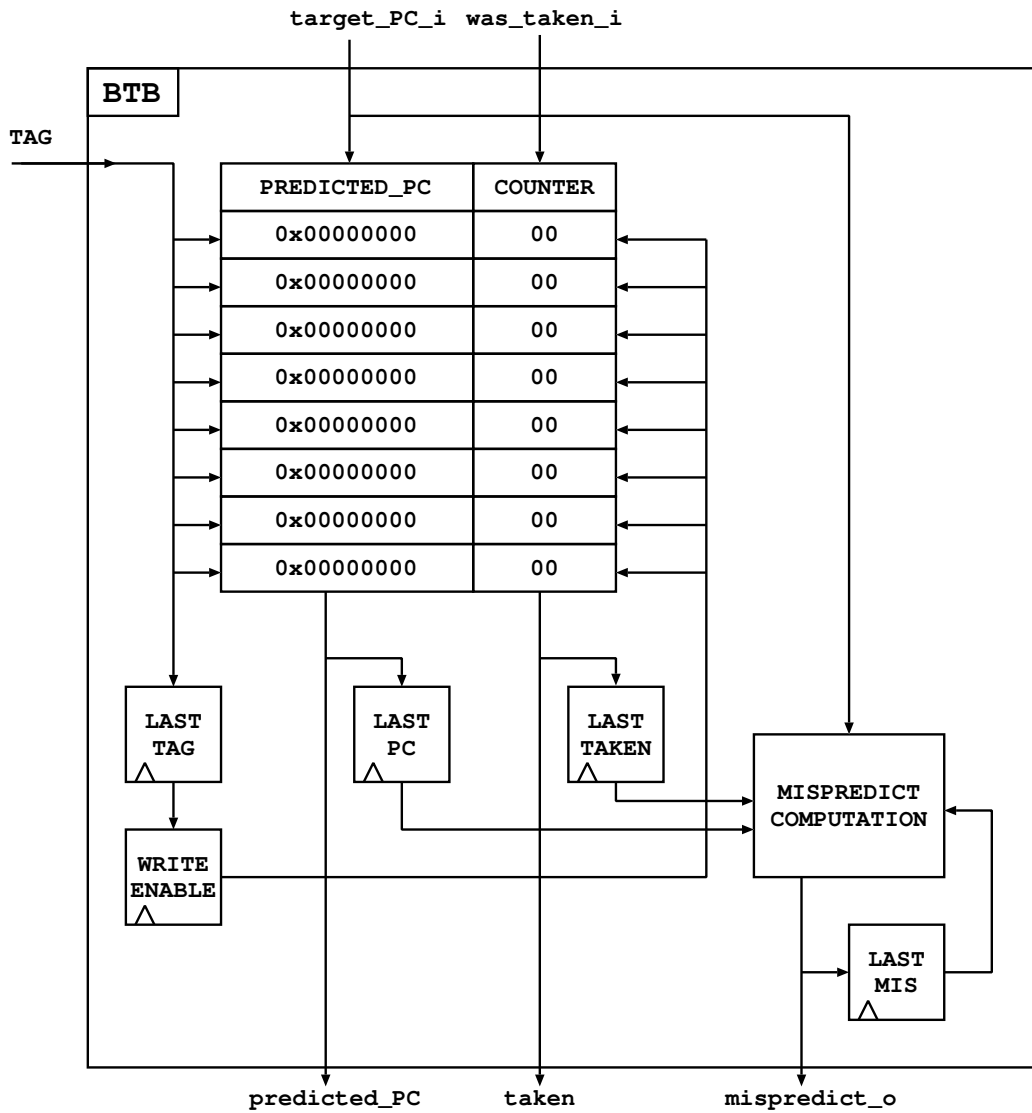 target_PC_i was_taken_i
BTB
TAG
PREDICTED_PC COUNTER
0x00000000 00
0x00000000 00
0x00000000 00
0x00000000 00
0x00000000 00
0x00000000 00
0x00000000 00
0x00000000 00
LAST
TAG
LAST
PC
LAST
TAKEN
MISPREDICT
COMPUTATION
WRITE
ENABLE
LAST
MIS
predicted_PC taken mispredict_o